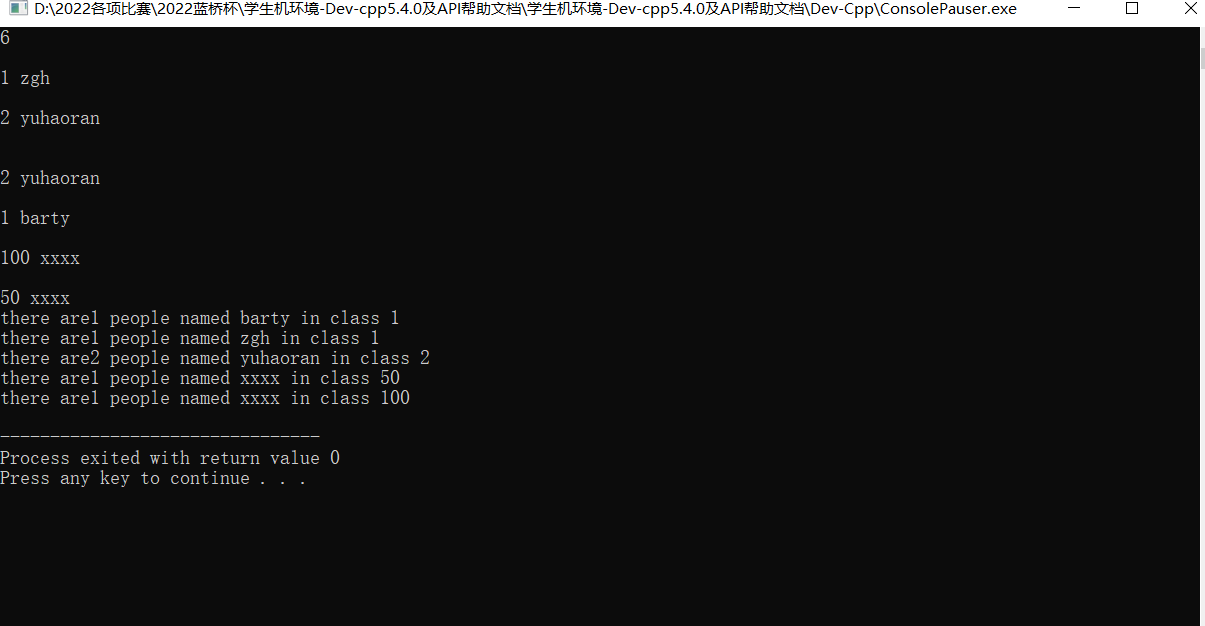 D:\2022各项比赛\2022蓝桥杯\学生机环境-Dev-cpp5.4.0及API帮助文档\学生机环境-Dev-cpp5.4.0及API帮助文档\Dev-Cpp\ConsolePauser.exe
6
1 zgh
2 yuhaoran
2 yuhaoran
1 barty
100 xxxx
50 xxxx
there are1 people named barty in class 1
there are1 people named zgh in class 1
there are2 people named yuhaoran in class 2
there are1 people named xxxx in class 50
there are1 people named xxxx in class 100
--------------------------------
Process exited with return value 0
Press any key to continue . . .